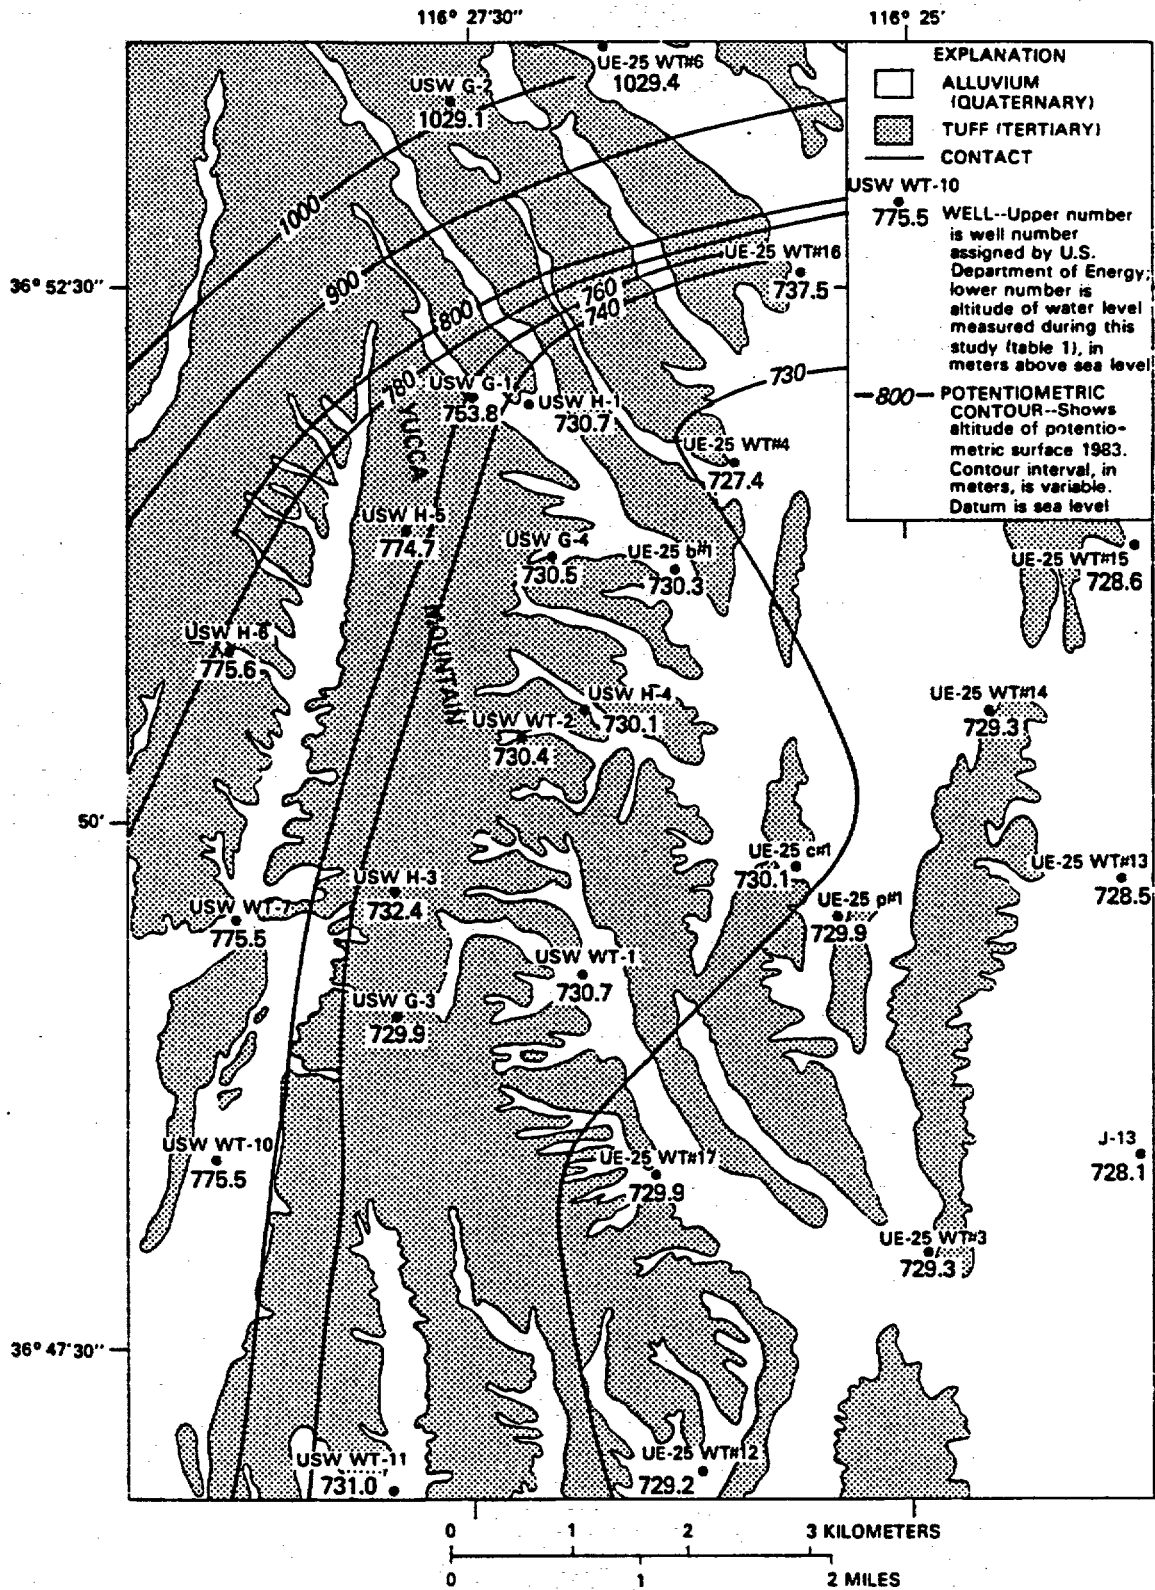 116° 27'30"
116° 25'
EXPLANATION
ALLUVIUM
(QUATERNARY)
TUFF (TERTIARY)
CONTACT
USW WT-10
775.5
WELL--Upper number
is well number
assigned by U.S.
Department of Energy;
lower number is
altitude of water level
measured during this
study (table 1), in
meters above sea level
—800— POTENTIOMETRIC
CONTOUR--Shows
altitude of potentio-
metric surface 1983.
Contour interval, in
meters, is variable.
Datum is sea level
UE-25 WT#6
1029.4
USW G-2
1029.1
1000
900
800
780
760
740
730
36° 52'30"
UE-25 WT#16
737.5
USW G-1
753.8
USW H-1
730.7
YUCCA
MOUNTAIN
UE-25 WT#4
727.4
USW H-5
774.7
USW G-4
730.5
UE-25 b#1
730.3
UE-25 WT#15
728.6
USW H-6
775.6
USW H-4
730.1
USW WT-2
730.4
UE-25 WT#14
729.3
50'
UE-25 c#1
730.1
UE-25 WT#13
728.5
USW H-3
732.4
USW WT-7
775.5
UE-25 p#1
729.9
USW WT-1
730.7
USW G-3
729.9
USW WT-10
775.5
UE-25 WT#17
729.9
J-13
728.1
UE-25 WT#3
729.3
36° 47'30"
USW WT-11
731.0
UE-25 WT#12
729.2
0 1 2 3 KILOMETERS
0 1 2 MILES